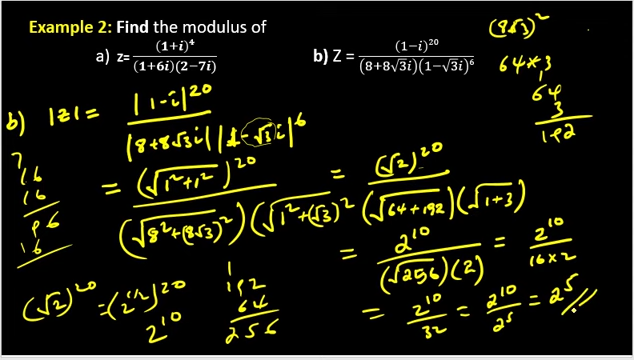 Example 2: Find the modulus of
a) z= (1+i)^4 / (1+6i)(2−7i)
b) Z = (1−i)^20 / (8+8√3i)(1−√3i)^6
(8√3)^2
64*3
64
3
192
b) |z| = |1−i|^20 / |8+8√3i| |1−√3i|^6
16
16
96
16
= (√1^2+1^2)^20 / (√8^2+(8√3)^2) (√1^2+(√3)^2
= (√2)^20 / (√64+192)(√1+3)
= 2^10 / (√256)(2) = 2^10 / 16×2
(√2)^20 = (2^1/2)^20
2^10
1
192
64
256
= 2^10 / 32 = 2^10 / 2^5 = 2^5 //